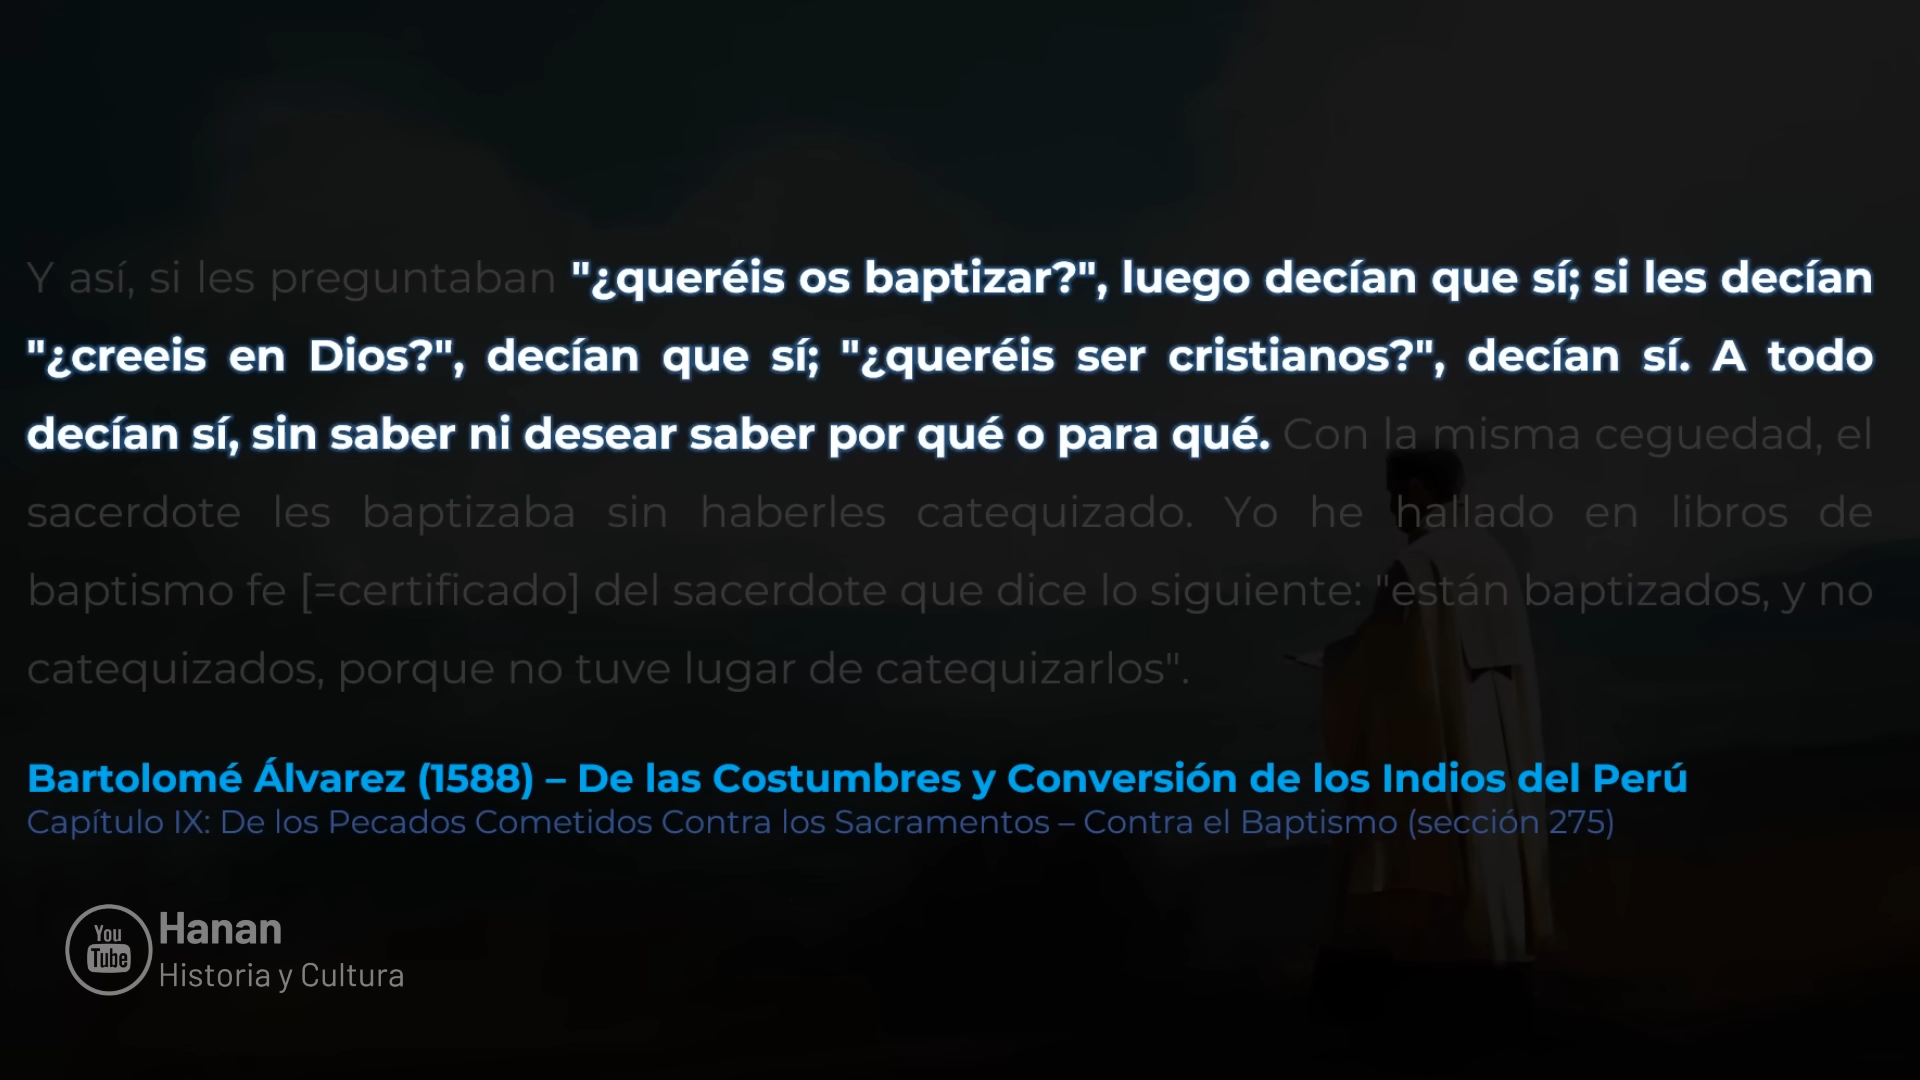 Y así, si les preguntaban "¿queréis os baptizar?", luego decían que sí; si les decían
"¿creeis en Dios?", decían que sí; "¿queréis ser cristianos?", decían sí. A todo
decían sí, sin saber ni desear saber por qué o para qué. Con la misma ceguedad, el
sacerdote les baptizaba sin haberles catequizado. Yo he hallado en libros de
baptismo fe [=certificado] del sacerdote que dice lo siguiente: "están baptizados, y no
catequizados, porque no tuve lugar de catequizarlos".
Bartolomé Álvarez (1588) – De las Costumbres y Conversión de los Indios del Perú
Capítulo IX: De los Pecados Cometidos Contra los Sacramentos – Contra el Baptismo (sección 275)
You
Tube
Hanan
Historia y Cultura